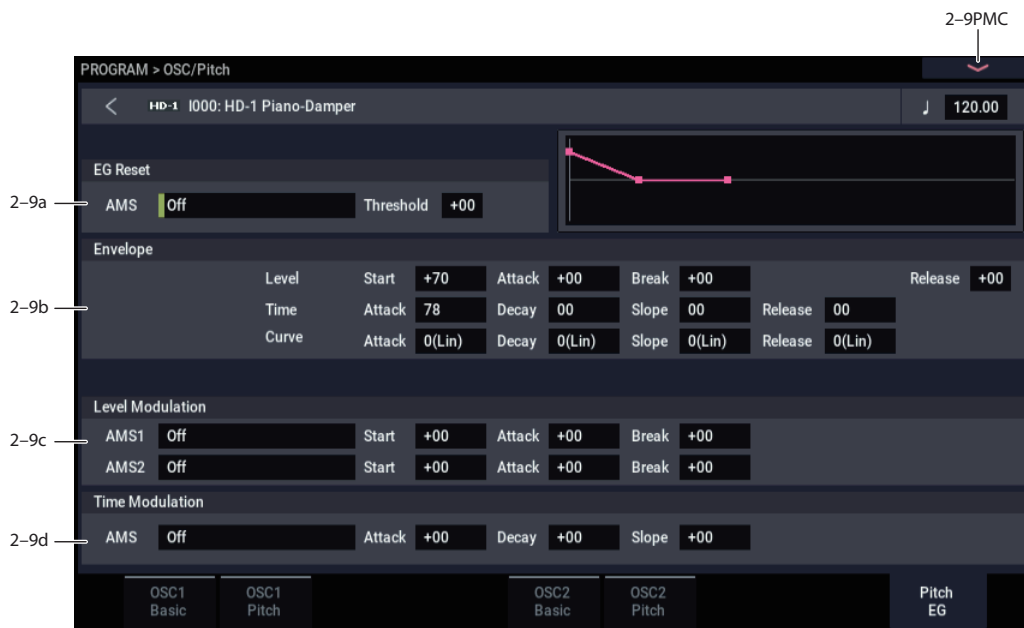 2–9PMC
PROGRAM > OSC/Pitch
HD-1 I000: HD-1 Piano-Damper ♩ 120.00
EG Reset
2–9a AMS Off Threshold +00
Envelope
Level Start +70 Attack +00 Break +00 Release +00
2–9b Time Attack 78 Decay 00 Slope 00 Release 00
Curve Attack 0(Lin) Decay 0(Lin) Slope 0(Lin) Release 0(Lin)
Level Modulation
2–9c AMS1 Off Start +00 Attack +00 Break +00
AMS2 Off Start +00 Attack +00 Break +00
Time Modulation
2–9d AMS Off Attack +00 Decay +00 Slope +00
OSC1 OSC1 OSC2 OSC2 Pitch
Basic Pitch Basic Pitch EG